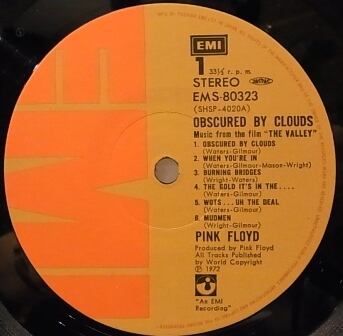 EMI
1 33⅓ r. p. m.
STEREO
EMS-80323
(SHSP-4020A)
OBSCURED BY CLOUDS
Music from the film "THE VALLEY"
1. OBSCURED BY CLOUDS
(Waters-Gilmour)
2. WHEN YOU'RE IN
(Waters-Gilmour-Mason-Wright)
3. BURNING BRIDGES
(Wright-Waters)
4. THE GOLD IT'S IN THE....
(Waters-Gilmour)
5. WOTS...UH THE DEAL
(Waters-Gilmour)
6. MUDMEN
(Wright-Gilmour)
PINK FLOYD
Produced by Pink Floyd
All Tracks Published
by World Copyright
Ⓟ 1972
"An EMI
Recording"
EMI